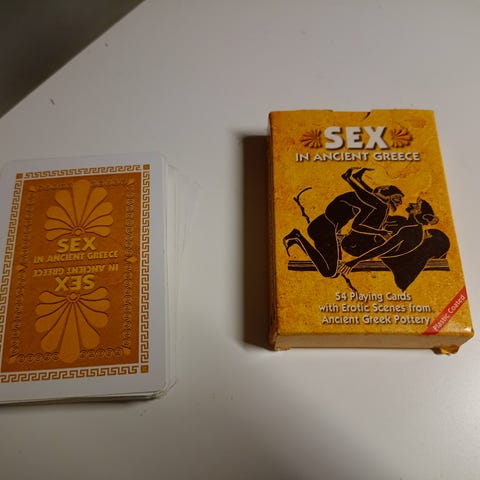 SEX
IN ANCIENT GREECE
IN ANCIENT GREECE
SEX
SEX
IN ANCIENT GREECE
54 Playing Cards
with Erotic Scenes from
Ancient Greek Pottery
Plastic Coated